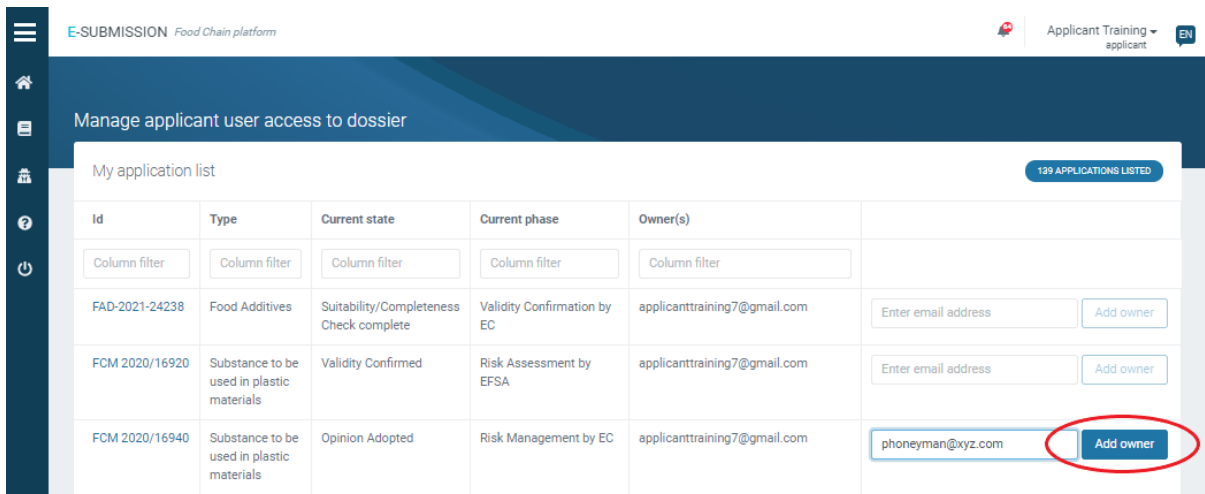 E-SUBMISSION Food Chain platform
84
Applicant Training
applicant
EN
Manage applicant user access to dossier
My application list
139 APPLICATIONS LISTED
Id Type Current state Current phase Owner(s)
Column filter Column filter Column filter Column filter Column filter
FAD-2021-24238 Food Additives Suitability/Completeness Validity Confirmation by applicanttraining7@gmail.com Enter email address Add owner
Check complete EC
FCM 2020/16920 Substance to be Validity Confirmed Risk Assessment by applicanttraining7@gmail.com Enter email address Add owner
used in plastic EFSA
materials
FCM 2020/16940 Substance to be Opinion Adopted Risk Management by EC applicanttraining7@gmail.com phoneyman@xyz.com Add owner
used in plastic
materials